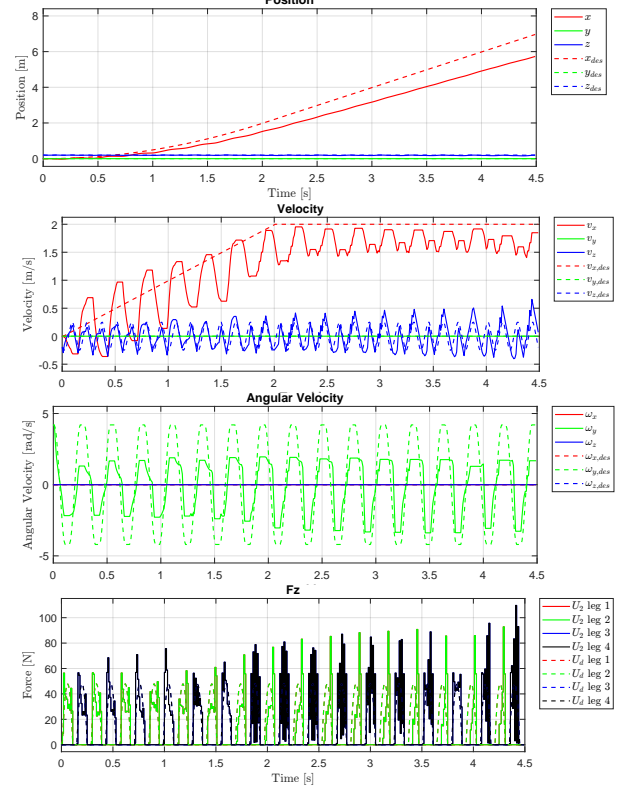 Position
8
6
4
2
0
Position [m]
0 0.5 1 1.5 2 2.5 3 3.5 4 4.5
Time [s]
x
y
z
x_des
y_des
z_des
Velocity
2
1.5
1
0.5
0
-0.5
Velocity [m/s]
0 0.5 1 1.5 2 2.5 3 3.5 4 4.5
v_x
v_y
v_z
v_x,des
v_y,des
v_z,des
Angular Velocity
5
0
-5
Angular Velocity [rad/s]
0 0.5 1 1.5 2 2.5 3 3.5 4 4.5
ω_x
ω_y
ω_z
ω_x,des
ω_y,des
ω_z,des
Fz
100
80
60
40
20
0
Force [N]
0 0.5 1 1.5 2 2.5 3 3.5 4 4.5
Time [s]
U_2 leg 1
U_2 leg 2
U_2 leg 3
U_2 leg 4
U_d leg 1
U_d leg 2
U_d leg 3
U_d leg 4